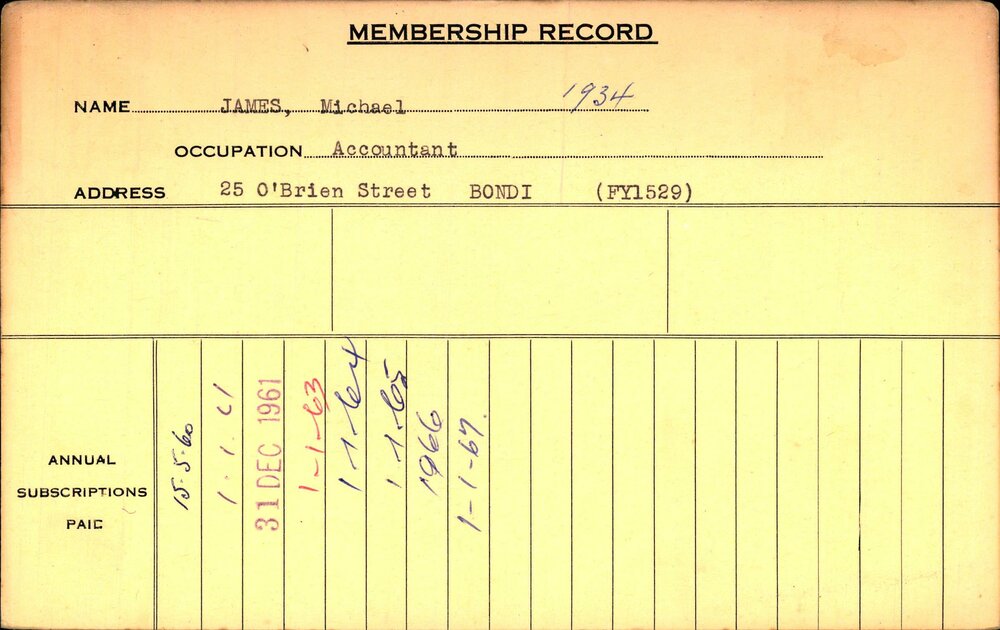 MEMBERSHIP RECORD
NAME JAMES, Michael 1934
OCCUPATION Accountant
ADDRESS 25 O'Brien Street BONDI (FY1529)
ANNUAL
SUBSCRIPTIONS
PAID
15.5.60
1.1.61
31 DEC 1961
1-1-63
1-1-64
1.1.65
1966
1-1-67.